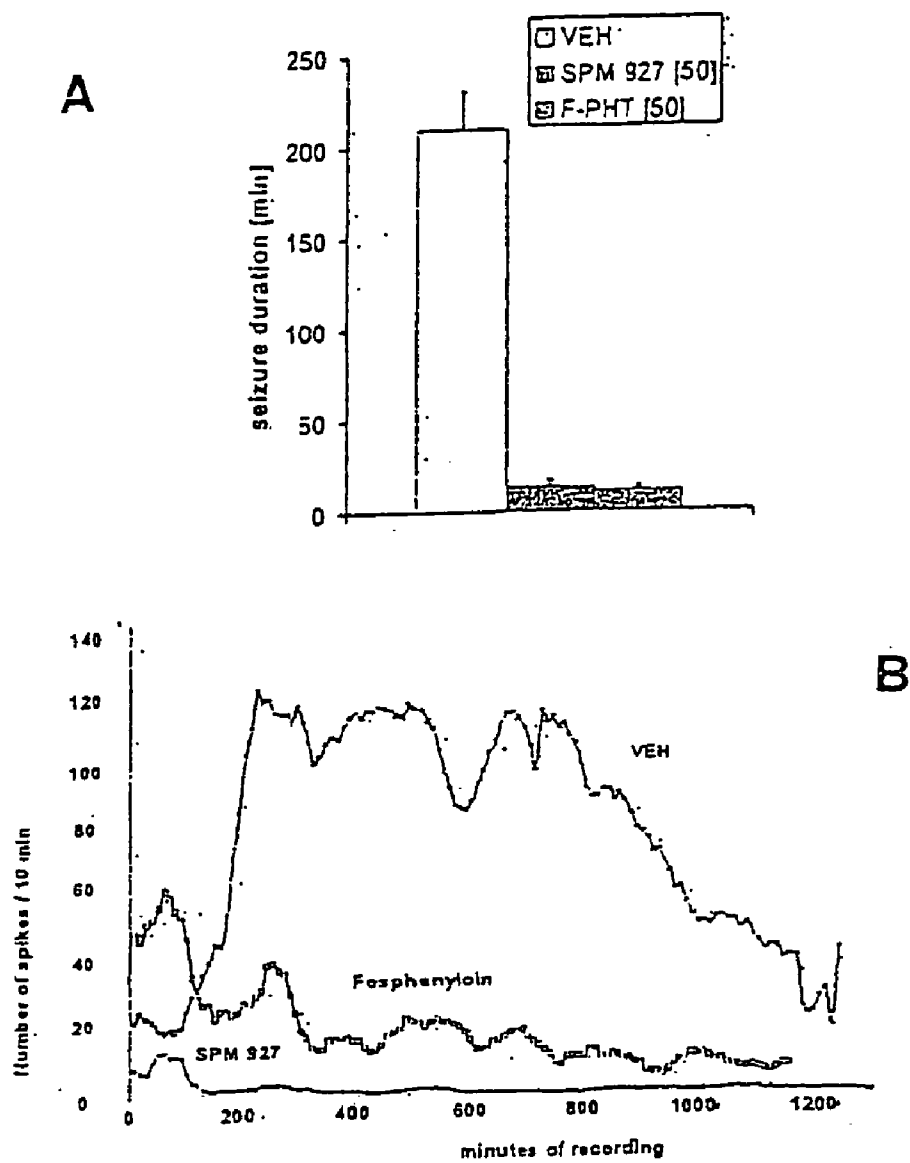 A
VEH
SPM 927 [50]
F-PHT [50]
250
200
150
100
50
0
seizure duration [min]
B
140
120
100
80
60
40
20
0
Number of spikes / 10 min
VEH
Fosphenytoin
SPM 927
0
200
400
600
800
1000
1200
minutes of recording